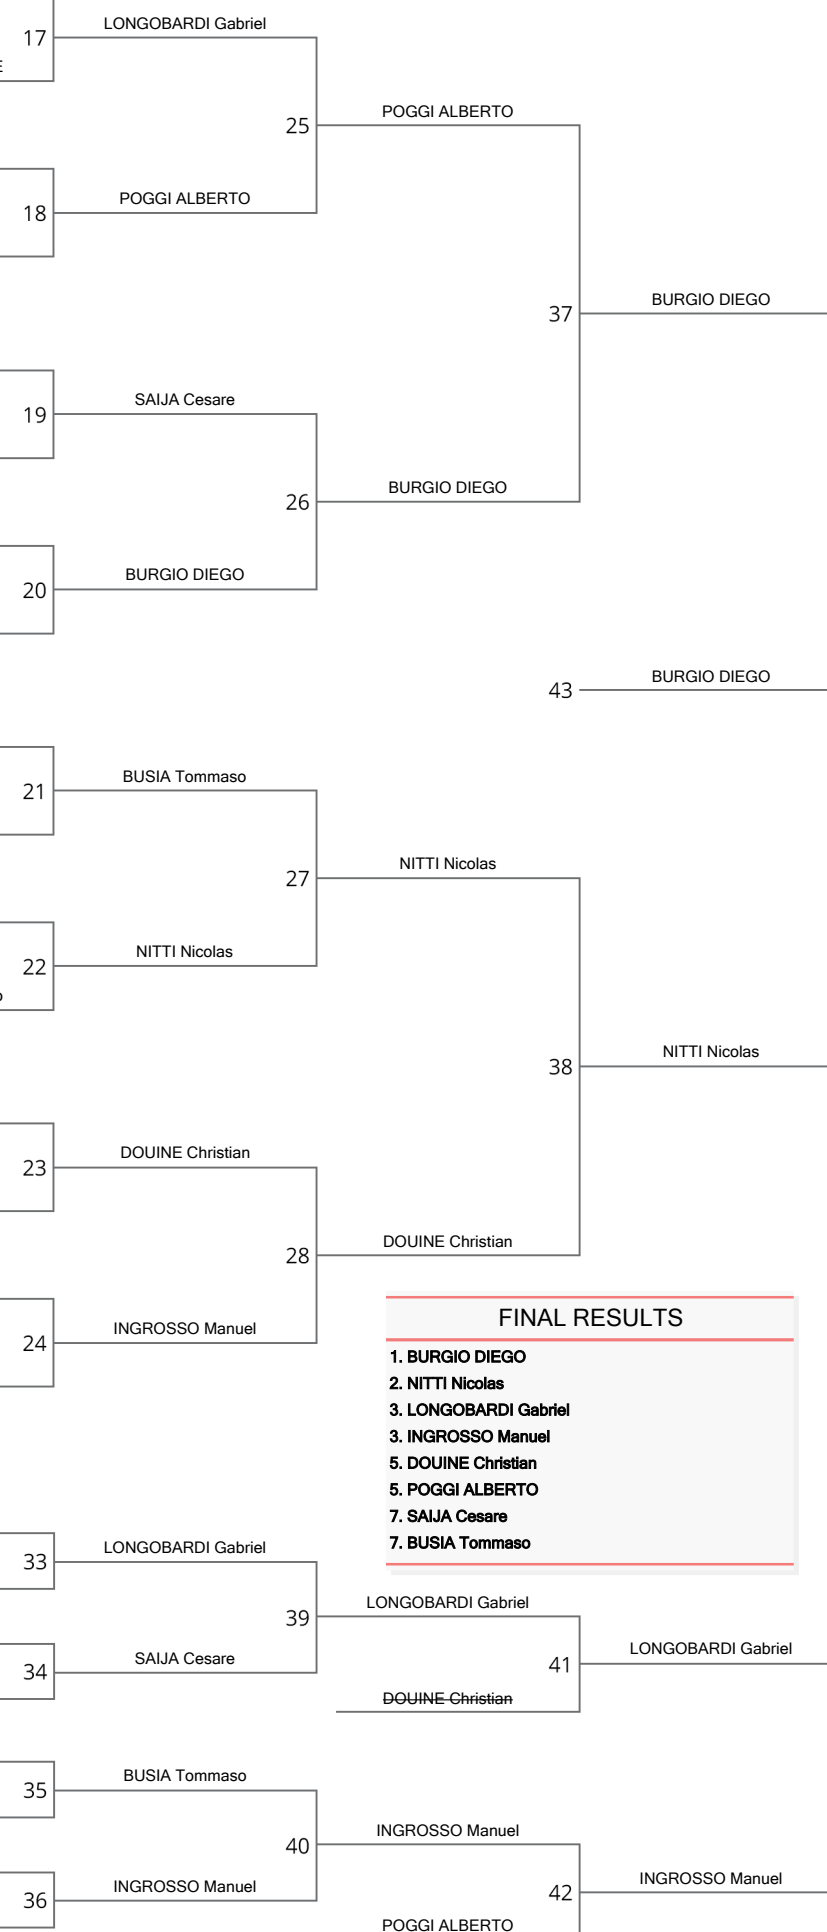 LONGOBARDI Gabriel
17
E
POGGI ALBERTO
25
POGGI ALBERTO
18
BURGIO DIEGO
37
SAIJA Cesare
19
BURGIO DIEGO
26
BURGIO DIEGO
20
BURGIO DIEGO
43
BUSIA Tommaso
21
NITTI Nicolas
27
NITTI Nicolas
22
NITTI Nicolas
38
DOUINE Christian
23
DOUINE Christian
28
INGROSSO Manuel
24
FINAL RESULTS
1. BURGIO DIEGO
2. NITTI Nicolas
3. LONGOBARDI Gabriel
3. INGROSSO Manuel
5. DOUINE Christian
5. POGGI ALBERTO
7. SAIJA Cesare
7. BUSIA Tommaso
LONGOBARDI Gabriel
33
LONGOBARDI Gabriel
39
LONGOBARDI Gabriel
41
SAIJA Cesare
34
DOUINE Christian
BUSIA Tommaso
35
INGROSSO Manuel
40
INGROSSO Manuel
42
INGROSSO Manuel
36
POGGI ALBERTO